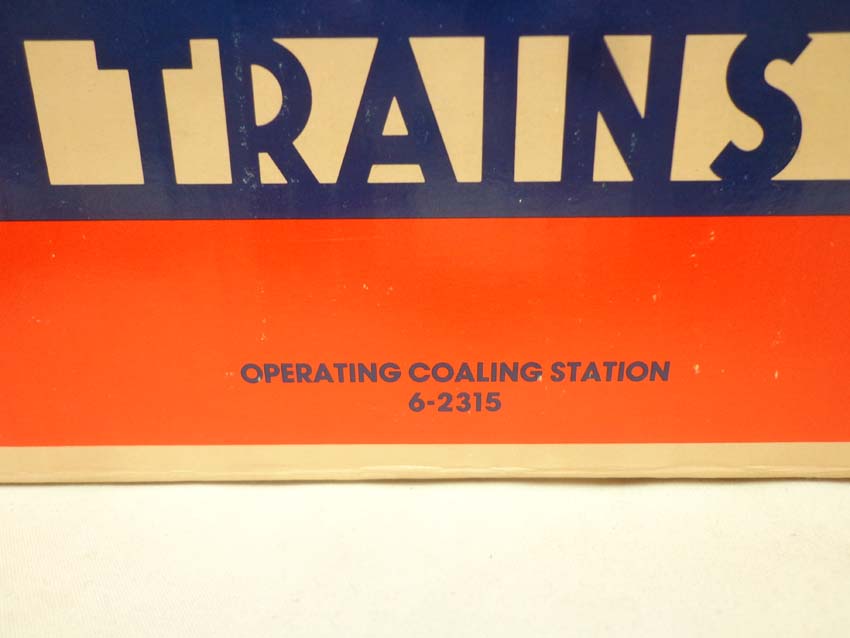 TRAINS
OPERATING COALING STATION
6-2315